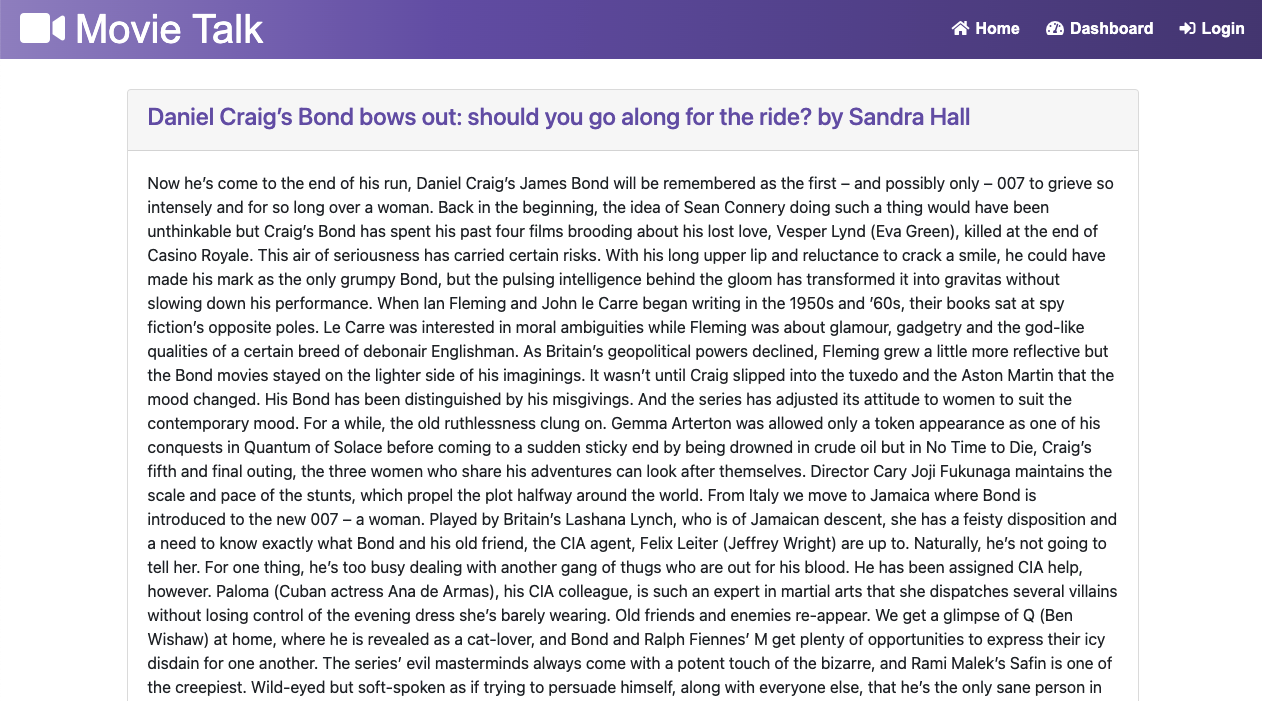 Movie Talk
Home Dashboard Login
Daniel Craig’s Bond bows out: should you go along for the ride? by Sandra Hall
Now he’s come to the end of his run, Daniel Craig’s James Bond will be remembered as the first – and possibly only – 007 to grieve so
intensely and for so long over a woman. Back in the beginning, the idea of Sean Connery doing such a thing would have been
unthinkable but Craig’s Bond has spent his past four films brooding about his lost love, Vesper Lynd (Eva Green), killed at the end of
Casino Royale. This air of seriousness has carried certain risks. With his long upper lip and reluctance to crack a smile, he could have
made his mark as the only grumpy Bond, but the pulsing intelligence behind the gloom has transformed it into gravitas without
slowing down his performance. When Ian Fleming and John le Carre began writing in the 1950s and ’60s, their books sat at spy
fiction’s opposite poles. Le Carre was interested in moral ambiguities while Fleming was about glamour, gadgetry and the god-like
qualities of a certain breed of debonair Englishman. As Britain’s geopolitical powers declined, Fleming grew a little more reflective but
the Bond movies stayed on the lighter side of his imaginings. It wasn’t until Craig slipped into the tuxedo and the Aston Martin that the
mood changed. His Bond has been distinguished by his misgivings. And the series has adjusted its attitude to women to suit the
contemporary mood. For a while, the old ruthlessness clung on. Gemma Arterton was allowed only a token appearance as one of his
conquests in Quantum of Solace before coming to a sudden sticky end by being drowned in crude oil but in No Time to Die, Craig’s
fifth and final outing, the three women who share his adventures can look after themselves. Director Cary Joji Fukunaga maintains the
scale and pace of the stunts, which propel the plot halfway around the world. From Italy we move to Jamaica where Bond is
introduced to the new 007 – a woman. Played by Britain’s Lashana Lynch, who is of Jamaican descent, she has a feisty disposition and
a need to know exactly what Bond and his old friend, the CIA agent, Felix Leiter (Jeffrey Wright) are up to. Naturally, he’s not going to
tell her. For one thing, he’s too busy dealing with another gang of thugs who are out for his blood. He has been assigned CIA help,
however. Paloma (Cuban actress Ana de Armas), his CIA colleague, is such an expert in martial arts that she dispatches several villains
without losing control of the evening dress she’s barely wearing. Old friends and enemies re-appear. We get a glimpse of Q (Ben
Wishaw) at home, where he is revealed as a cat-lover, and Bond and Ralph Fiennes’ M get plenty of opportunities to express their icy
disdain for one another. The series’ evil masterminds always come with a potent touch of the bizarre, and Rami Malek’s Safin is one of
the creepiest. Wild-eyed but soft-spoken as if trying to persuade himself, along with everyone else, that he’s the only sane person in